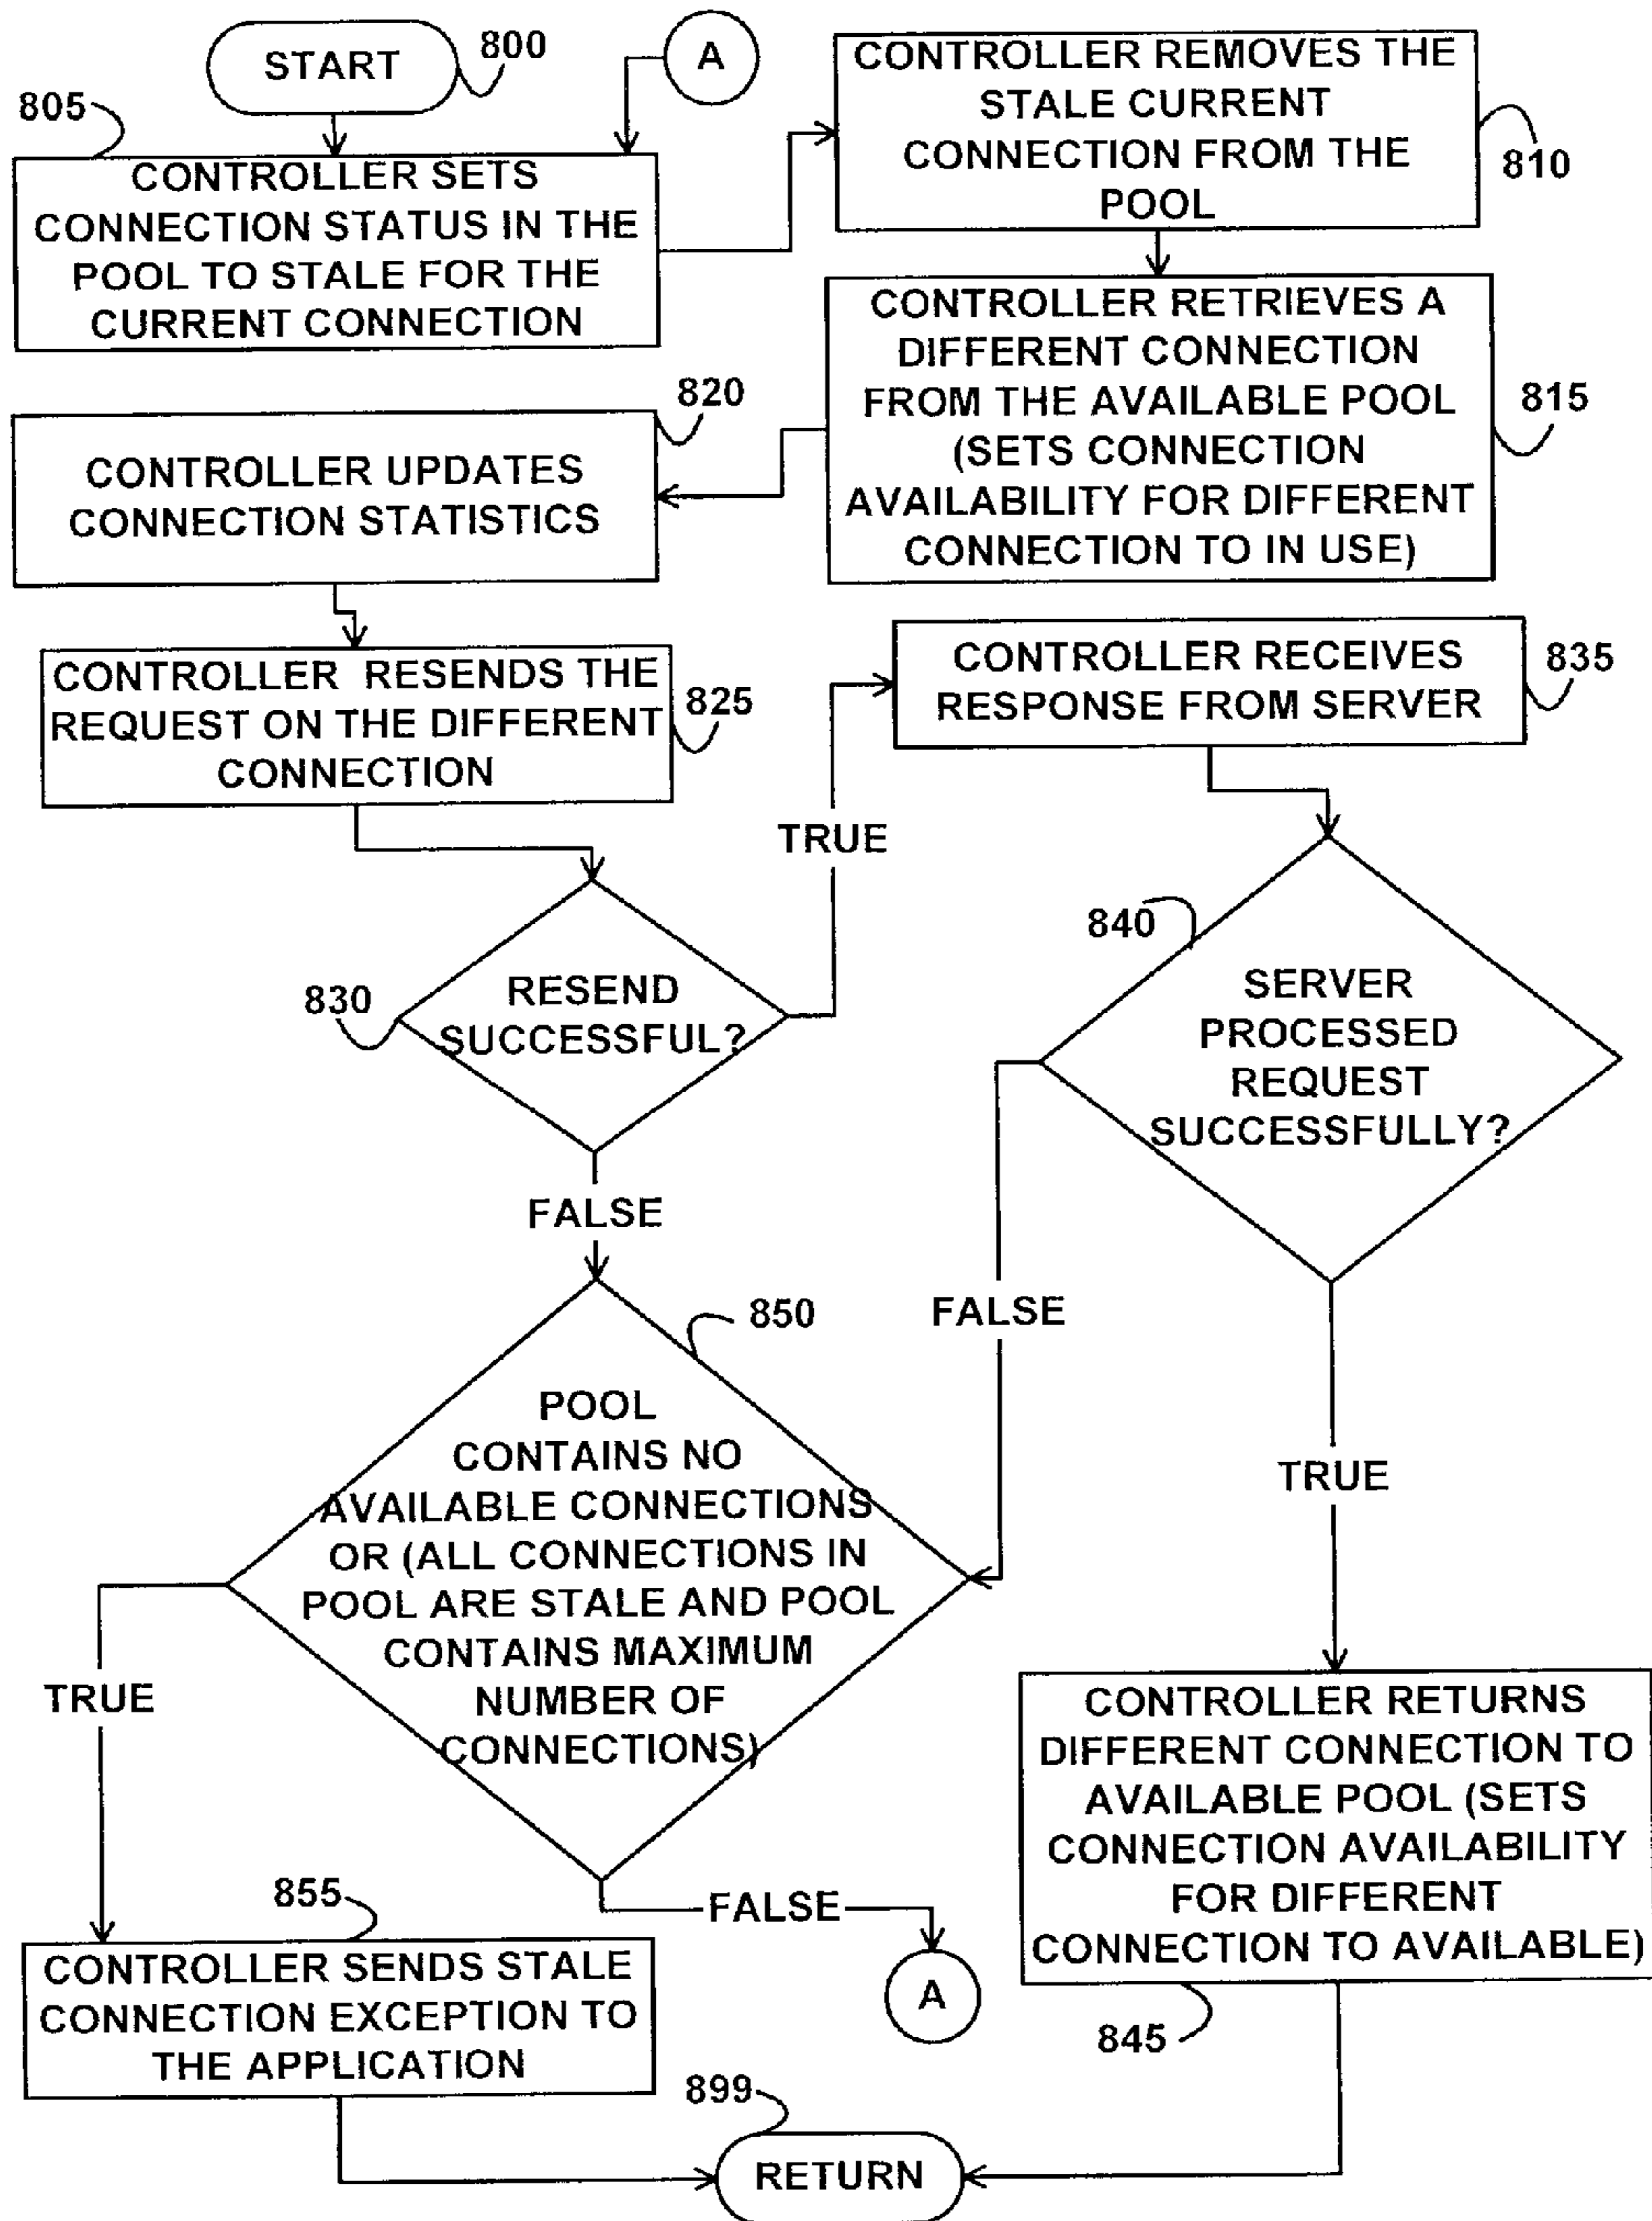 START
800
A
805
CONTROLLER SETS
CONNECTION STATUS IN THE
POOL TO STALE FOR THE
CURRENT CONNECTION
CONTROLLER REMOVES THE
STALE CURRENT
CONNECTION FROM THE
POOL
810
CONTROLLER RETRIEVES A
DIFFERENT CONNECTION
FROM THE AVAILABLE POOL
(SETS CONNECTION
AVAILABILITY FOR DIFFERENT
CONNECTION TO IN USE)
815
820
CONTROLLER UPDATES
CONNECTION STATISTICS
CONTROLLER RESENDS THE
REQUEST ON THE DIFFERENT
CONNECTION
825
830
RESEND
SUCCESSFUL?
TRUE
CONTROLLER RECEIVES
RESPONSE FROM SERVER
835
840
SERVER
PROCESSED
REQUEST
SUCCESSFULLY?
FALSE
FALSE
TRUE
850
POOL
CONTAINS NO
AVAILABLE CONNECTIONS
OR (ALL CONNECTIONS IN
POOL ARE STALE AND POOL
CONTAINS MAXIMUM
NUMBER OF
CONNECTIONS)
TRUE
FALSE
A
855
CONTROLLER SENDS STALE
CONNECTION EXCEPTION TO
THE APPLICATION
CONTROLLER RETURNS
DIFFERENT CONNECTION TO
AVAILABLE POOL (SETS
CONNECTION AVAILABILITY
FOR DIFFERENT
CONNECTION TO AVAILABLE)
845
899
RETURN